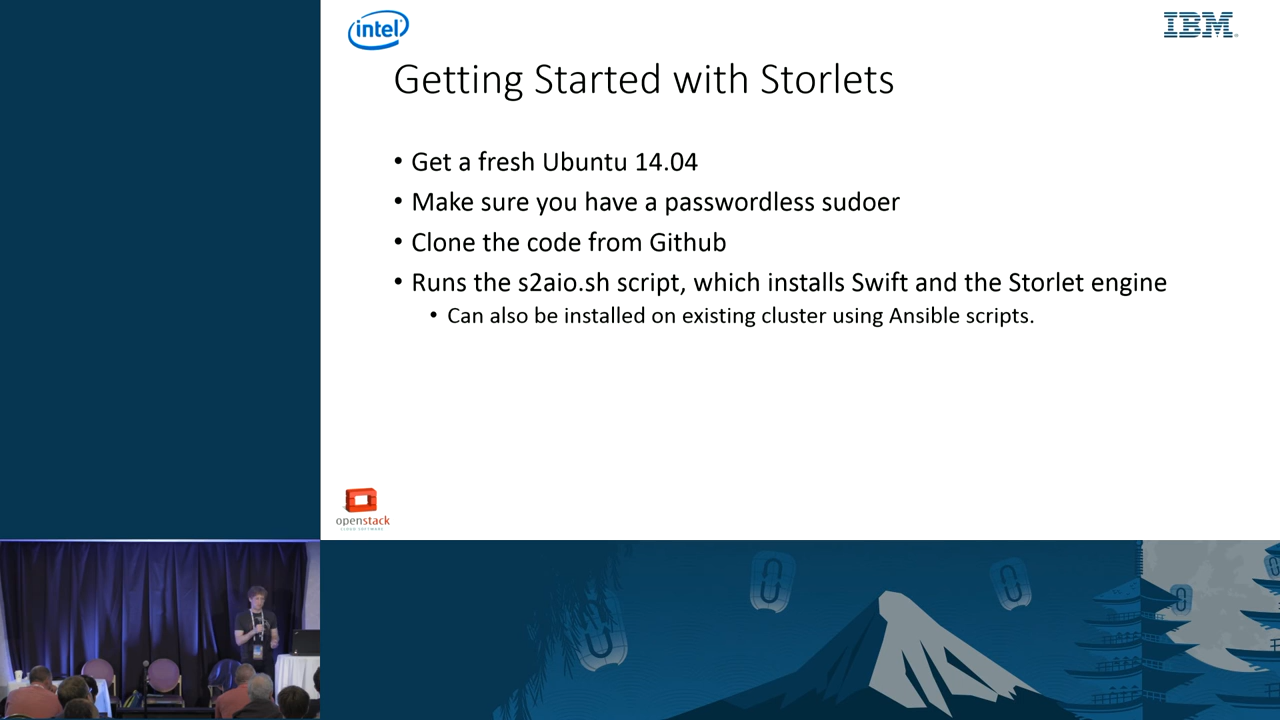 intel
IBM
Getting Started with Storlets
• Get a fresh Ubuntu 14.04
• Make sure you have a passwordless sudoer
• Clone the code from Github
• Runs the s2aio.sh script, which installs Swift and the Storlet engine
• Can also be installed on existing cluster using Ansible scripts.
openstack
CLOUD SOFTWARE